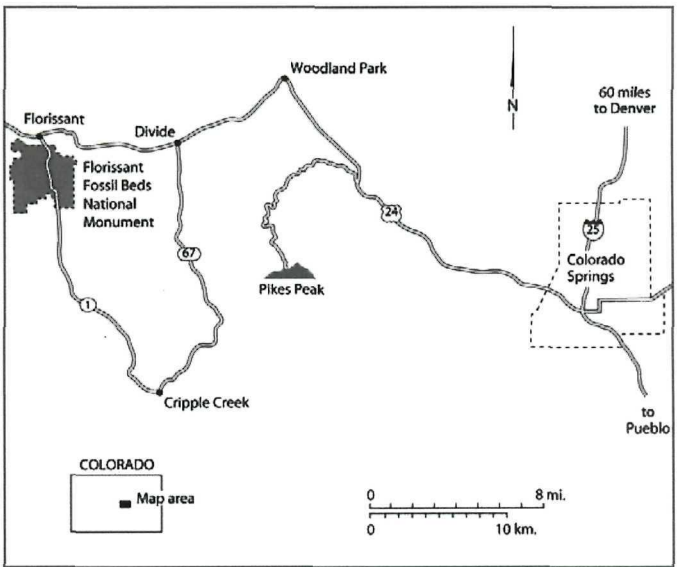 Woodland Park
N
60 miles
to Denver
Florissant
Divide
Florissant
Fossil Beds
National
Monument
24
25
67
Colorado
Springs
Pikes Peak
1
Cripple Creek
to
Pueblo
COLORADO
Map area
0 8 mi.
0 10 km.